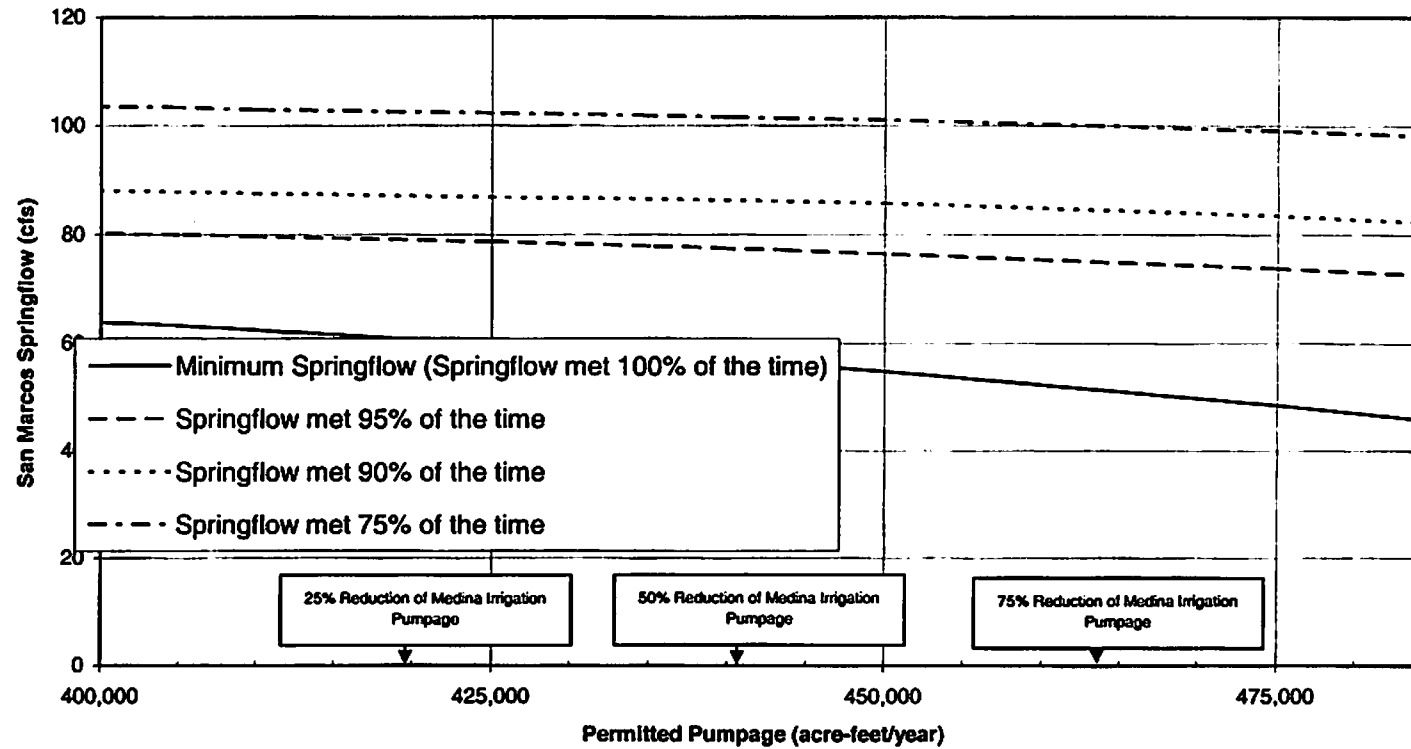 120
100
80
6
4
20
0
San Marcos Springflow (cfs)
Minimum Springflow (Springflow met 100% of the time)
Springflow met 95% of the time
Springflow met 90% of the time
Springflow met 75% of the time
25% Reduction of Medina Irrigation
Pumpago
50% Reduction of Medina Irrigation
Pumpage
75% Reduction of Medina Irrigation
Pumpage
400,000
425,000
450,000
475,000
Permitted Pumpage (acre-feet/year)